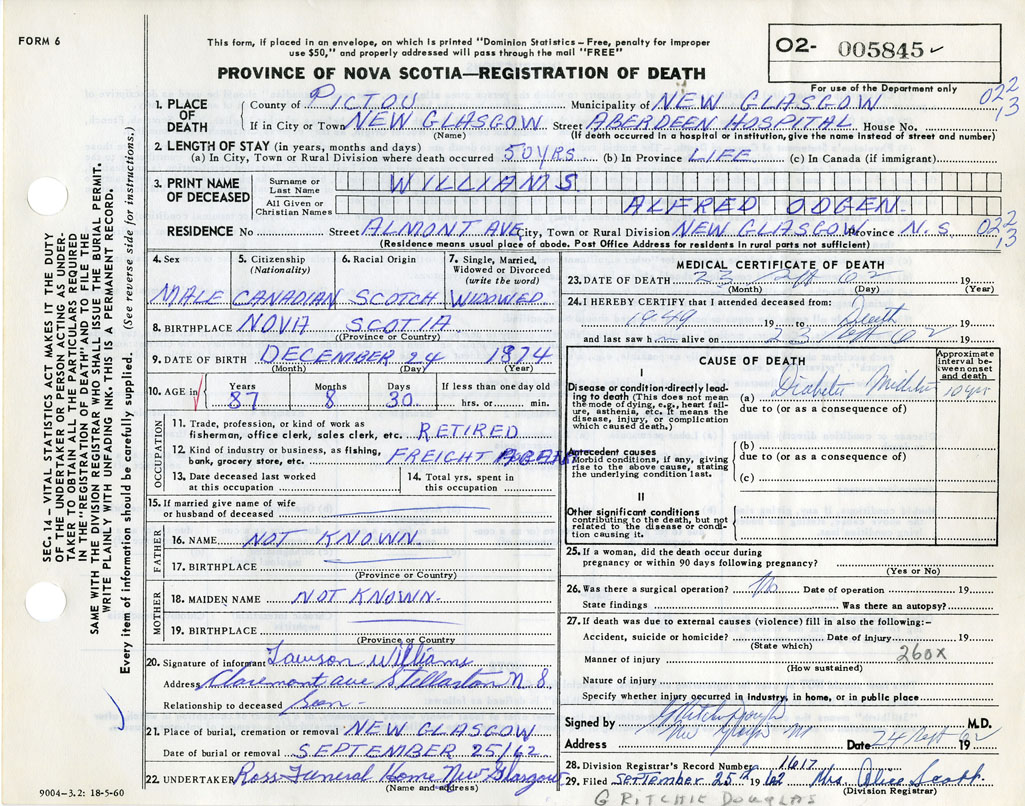 FORM 6
This form, if placed in an envelope, on which is printed "Dominion Statistics – Free, penalty for improper
use $50," and properly addressed will pass through the mail "FREE"
O2- 005845
PROVINCE OF NOVA SCOTIA—REGISTRATION OF DEATH
For use of the Department only
022
13
1. PLACE OF DEATH
County of PICTOU Municipality of NEW GLASGOW
If in City or Town NEW GLASGOW Street ABERDEEN HOSPITAL House No.
(Name) (If death occurred in a hospital or institution, give the name instead of street and number)
2. LENGTH OF STAY (in years, months and days)
(a) In City, Town or Rural Division where death occurred 50 YRS. (b) In Province LIFE (c) In Canada (if immigrant)
3. PRINT NAME OF DECEASED
Surname or Last Name WILLIAMS
All Given or Christian Names ALFRED ODGEN
RESIDENCE No Street ALMONT AVE City, Town or Rural Division NEW GLASGOW Province N.S. 022
13
(Residence means usual place of abode. Post Office Address for residents in rural parts not sufficient)
4. Sex MALE
5. Citizenship (Nationality) CANADIAN
6. Racial Origin SCOTCH
7. Single, Married, Widowed or Divorced (write the word) WIDOWED
8. BIRTHPLACE NOVIA SCOTIA
(Province or Country)
9. DATE OF BIRTH DECEMBER 24 1874
(Month) (Day) (Year)
10. AGE in Years 87 Months 8 Days 30 If less than one day old
hrs. or min.
OCCUPATION
11. Trade, profession, or kind of work as
fisherman, office clerk, sales clerk, etc. RETIRED
12. Kind of industry or business, as fishing,
bank, grocery store, etc. FREIGHT
13. Date deceased last worked
at this occupation
14. Total yrs. spent in
this occupation
15. If married give name of wife
or husband of deceased
FATHER
16. NAME NOT KNOWN
17. BIRTHPLACE
(Province or Country)
MOTHER
18. MAIDEN NAME NOT KNOWN.
19. BIRTHPLACE
(Province or Country
20. Signature of informant Lawson Williams
Address Claremont ave Stellarton N.S.
Relationship to deceased Son
21. Place of burial, cremation or removal NEW GLASGOW
Date of burial or removal SEPTEMBER 25/62
22. UNDERTAKER Ross Funeral Home New Glasgow
(Name and address)
MEDICAL CERTIFICATE OF DEATH
23. DATE OF DEATH 23 Sept 62 19
(Month) (Day) (Year)
24. I HEREBY CERTIFY that I attended deceased from:
1949 19 to Death
and last saw h alive on 23 Sept 62 19
CAUSE OF DEATH
Approximate interval between onset and death
I
Disease or condition directly leading to death (This does not mean
the mode of dying, e.g., heart failure, asthenia, etc. It means the
disease, injury, or complication
which caused death.)
(a) Diabetes 10 yrs
due to (or as a consequence of)
Antecedent causes
Morbid conditions, if any, giving
rise to the above cause, stating
the underlying condition last.
(b)
due to (or as a consequence of)
(c)
II
Other significant conditions
contributing to the death, but not
related to the disease or condition causing it.
25. If a woman, did the death occur during
pregnancy or within 90 days following pregnancy?
(Yes or No)
26. Was there a surgical operation? No Date of operation 19
State findings Was there an autopsy?
27. If death was due to external causes (violence) fill in also the following:-
Accident, suicide or homicide? Date of injury 19
(State which)
260X
Manner of injury
(How sustained)
Nature of injury
Specify whether injury occurred in industry, in home, or in public place
Signed by M.D.
Address New Date 24 Sept 1962
28. Division Registrar's Record Number 1617
29. Filed SEPTEMBER 25th 1962 Mrs. Alice Scott.
(Division Registrar)
G RITCHIE DOUGLAS
9004-3.2: 18-5-60
SEC. 14 – VITAL STATISTICS ACT MAKES IT THE DUTY
OF THE UNDERTAKER OR PERSON ACTING AS UNDERTAKER TO OBTAIN ALL THE PARTICULARS REQUIRED
IN THE "REGISTRATION OF DEATH" AND TO FILE THE
SAME WITH THE DIVISION REGISTRAR WHO SHALL ISSUE THE BURIAL PERMIT.
WRITE PLAINLY WITH UNFADING INK. THIS IS A PERMANENT RECORD.
Every item of information should be carefully supplied. (See reverse side for instructions.)